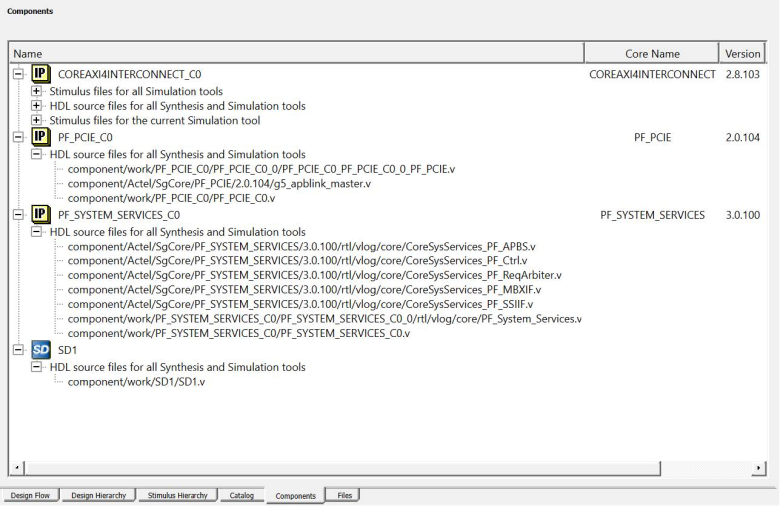 Components
Name Core Name Version
IP COREAXI4INTERCONNECT_C0 COREAXI4INTERCONNECT 2.8.103
Stimulus files for all Simulation tools
HDL source files for all Synthesis and Simulation tools
Stimulus files for the current Simulation tool
IP PF_PCIE_C0 PF_PCIE 2.0.104
HDL source files for all Synthesis and Simulation tools
component/work/PF_PCIE_C0/PF_PCIE_C0_0/PF_PCIE_C0_PF_PCIE_C0_0_PF_PCIE.v
component/Actel/SgCore/PF_PCIE/2.0.104/g5_apblink_master.v
component/work/PF_PCIE_C0/PF_PCIE_C0.v
IP PF_SYSTEM_SERVICES_C0 PF_SYSTEM_SERVICES 3.0.100
HDL source files for all Synthesis and Simulation tools
component/Actel/SgCore/PF_SYSTEM_SERVICES/3.0.100/rtl/vlog/core/CoreSysServices_PF_APBS.v
component/Actel/SgCore/PF_SYSTEM_SERVICES/3.0.100/rtl/vlog/core/CoreSysServices_PF_Ctrl.v
component/Actel/SgCore/PF_SYSTEM_SERVICES/3.0.100/rtl/vlog/core/CoreSysServices_PF_ReqArbiter.v
component/Actel/SgCore/PF_SYSTEM_SERVICES/3.0.100/rtl/vlog/core/CoreSysServices_PF_MBXIF.v
component/Actel/SgCore/PF_SYSTEM_SERVICES/3.0.100/rtl/vlog/core/CoreSysServices_PF_SSIIF.v
component/work/PF_SYSTEM_SERVICES_C0/PF_SYSTEM_SERVICES_C0_0/rtl/vlog/core/PF_System_Services.v
component/work/PF_SYSTEM_SERVICES_C0/PF_SYSTEM_SERVICES_C0.v
SD SD1
HDL source files for all Synthesis and Simulation tools
component/work/SD1/SD1.v
Design Flow Design Hierarchy Stimulus Hierarchy Catalog Components Files